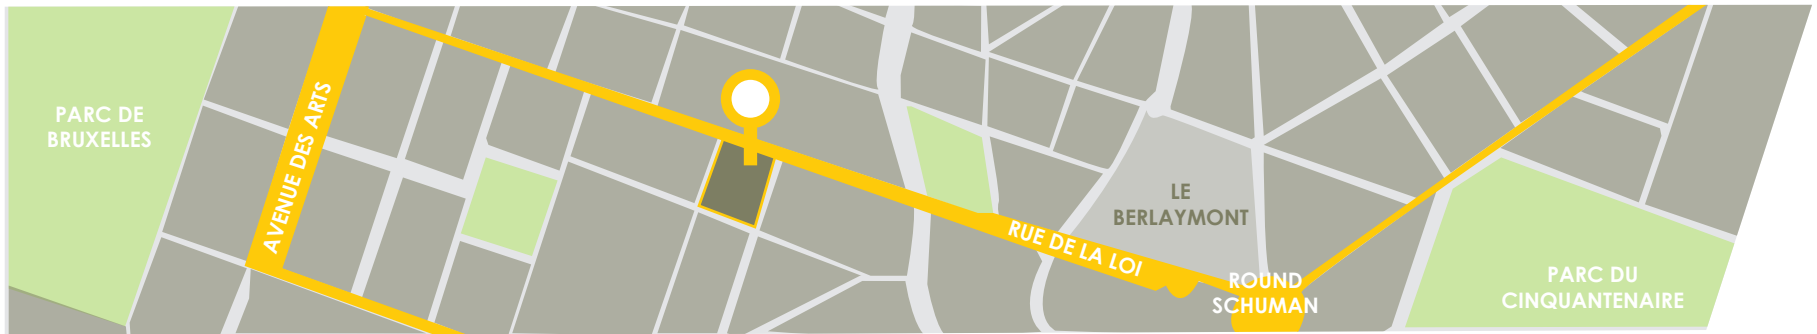 PARC DE
BRUXELLES
AVENUE DES ARTS
RUE DE LA LOI
LE
BERLAYMONT
ROUND
SCHUMAN
PARC DU
CINQUANTENAIRE